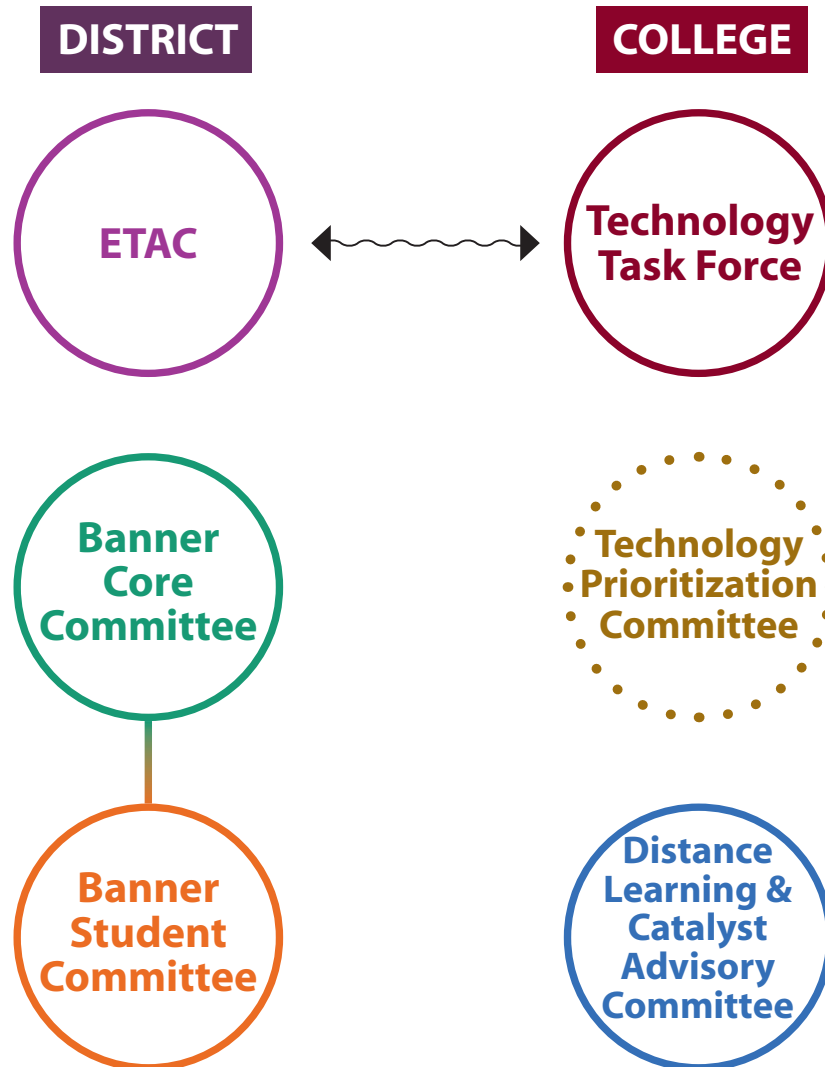 DISTRICT
COLLEGE
ETAC
Technology
Task Force
Banner
Core
Committee
Technology
Prioritization
Committee
Banner
Student
Committee
Distance
Learning &
Catalyst
Advisory
Committee